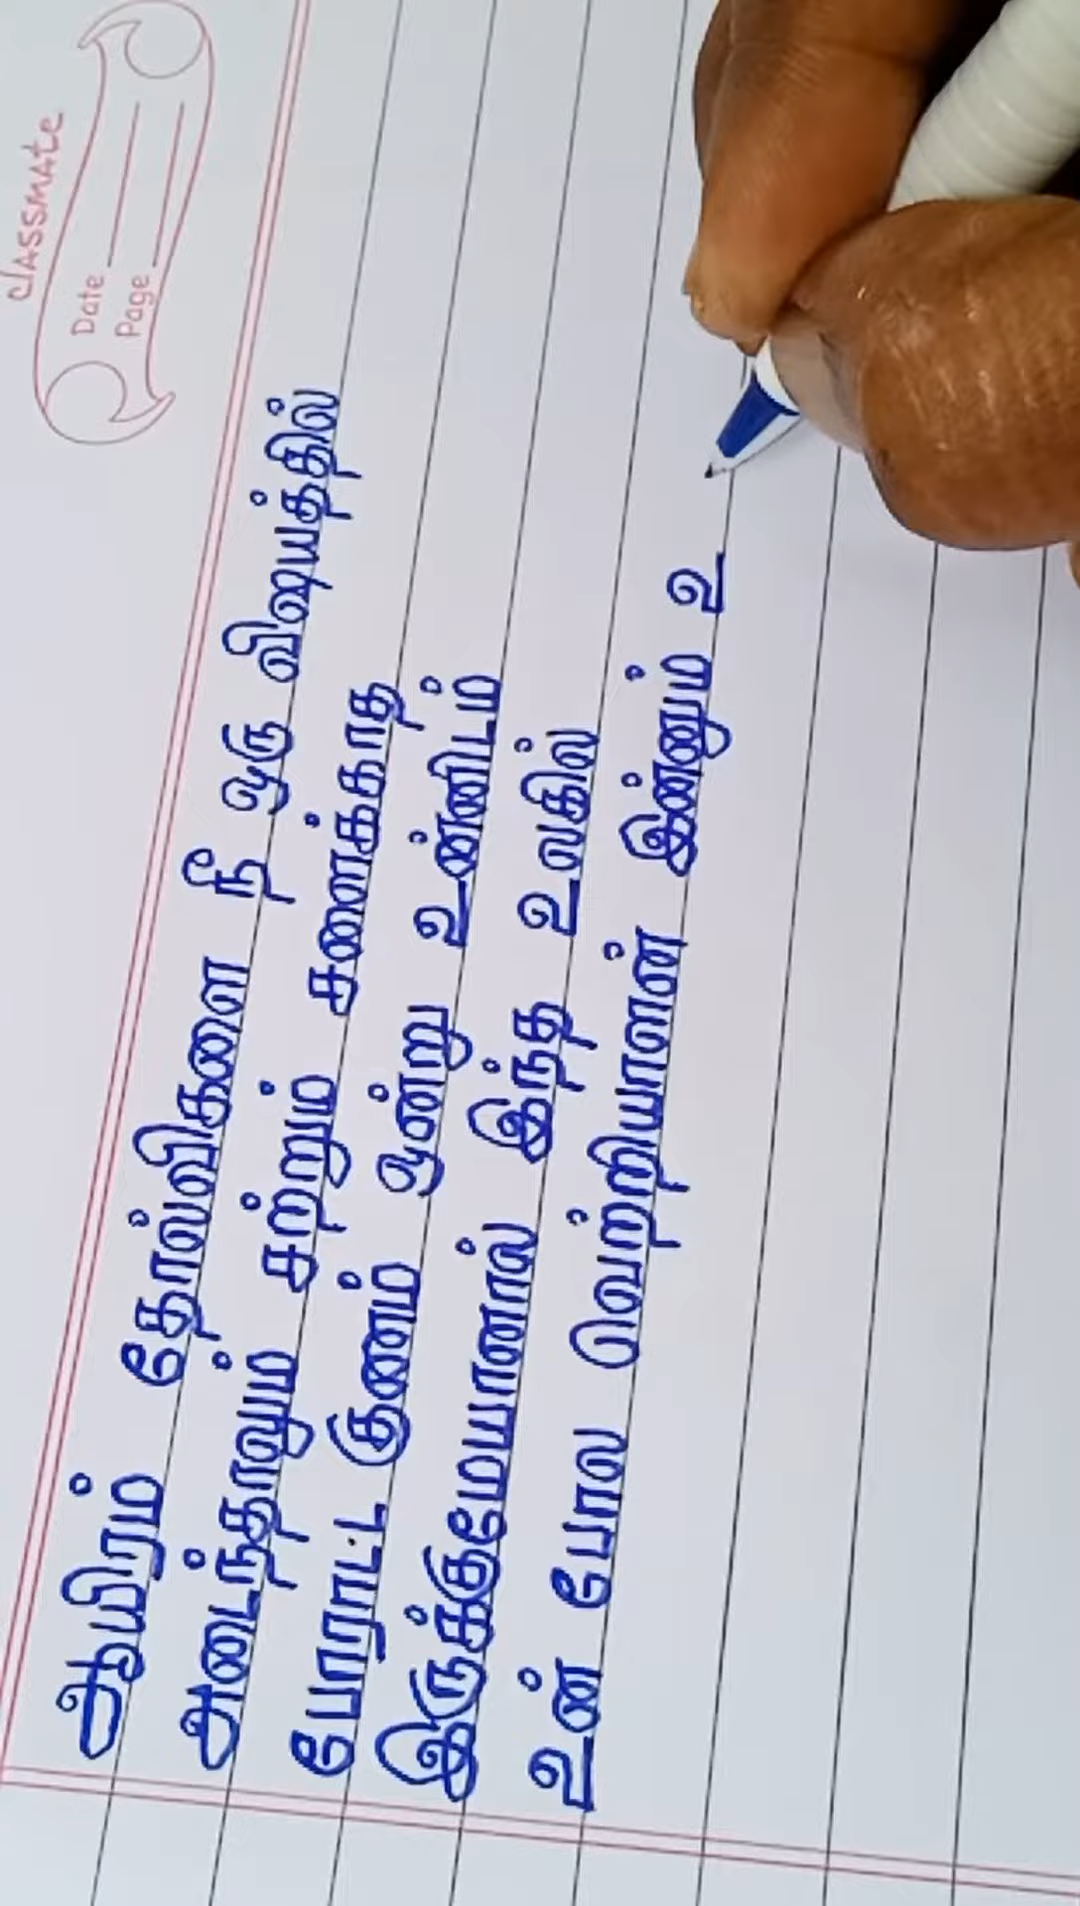 classmate
Date
Page
ஆயிரம் தோல்விகளை நீ ஒரு விஷயத்தில்
அடைந்தாலும் சற்றும் சளைக்காத
போராட்ட குணம் ஒன்று உன்னிடம்
இருக்குமேயானால் இந்த உலகில்
உன் போல வெற்றியாளன் இன்னும் உ